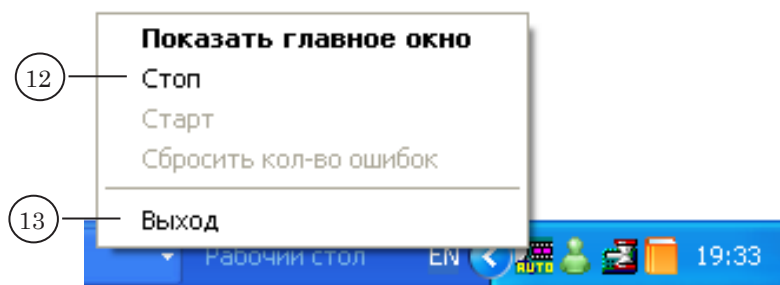 Показать главное окно
12 Стоп
Старт
Сбросить кол-во ошибок
13 Выход
Рабочий стол EN AUTO 19:33